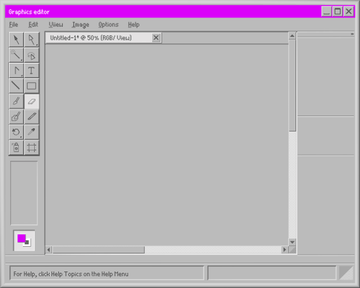 Graphics editor
File Edit View Image Options Help
Untitled-1* @ 50% (RGB/ View)
T
For Help, click Help Topics on the Help Menu